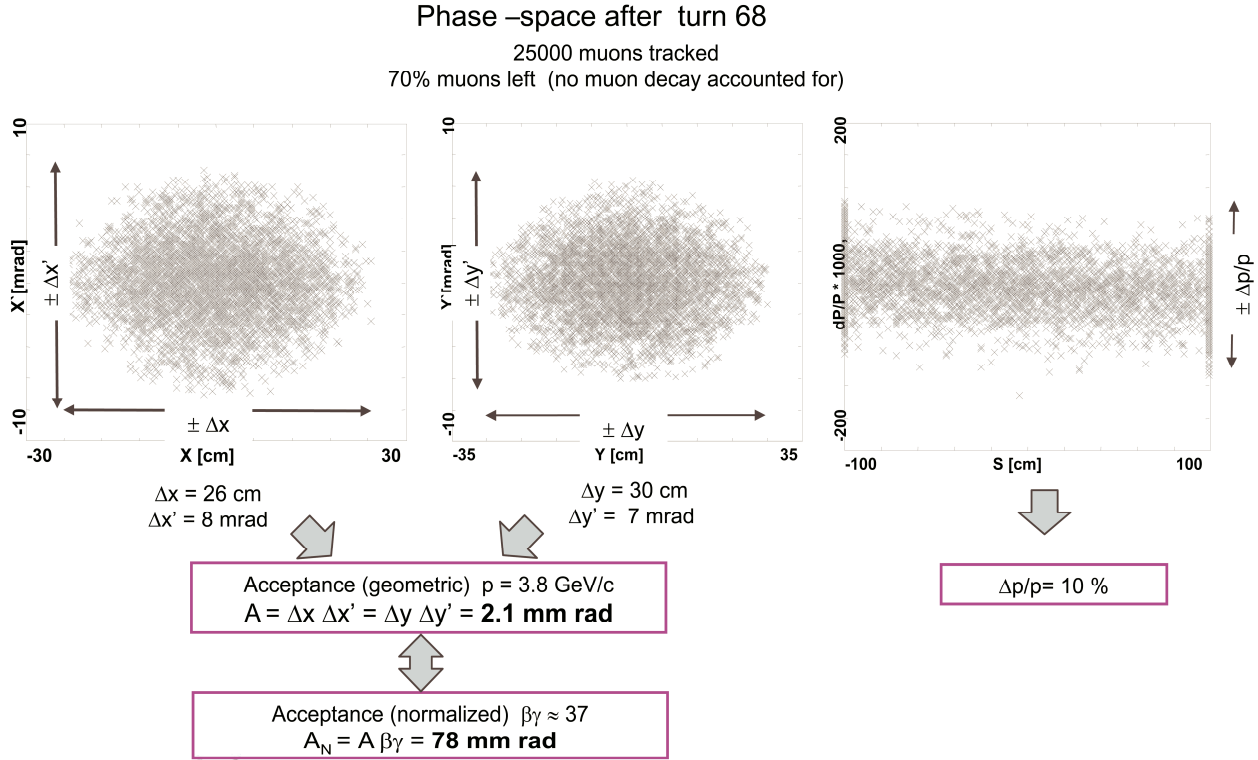 Phase –space after turn 68
25000 muons tracked
70% muons left (no muon decay accounted for)
10
X`[mrad]
± Δx’
-10
± Δx
-30
X [cm]
30
10
Y`[mrad]
± Δy’
-10
± Δy
-35
Y [cm]
35
200
dP/P * 1000,
-200
± Δp/p
-100
S [cm]
100
Δx = 26 cm
Δx’ = 8 mrad
Δy = 30 cm
Δy’ = 7 mrad
Acceptance (geometric) p = 3.8 GeV/c
A = Δx Δx’ = Δy Δy’ = 2.1 mm rad
Δp/p= 10 %
Acceptance (normalized) βγ ≈ 37
A_N = A βγ = 78 mm rad